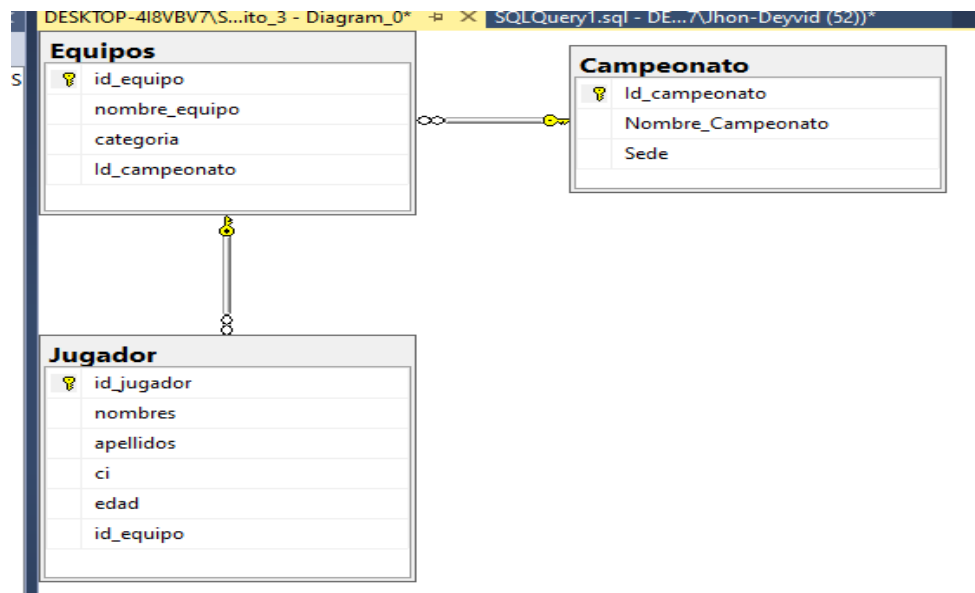 DESKTOP-4I8VBV7\S...ito_3 - Diagram_0*
SQLQuery1.sql - DE...7\Jhon-Deyvid (52))*
S
Equipos
id_equipo
nombre_equipo
categoria
Id_campeonato
Campeonato
Id_campeonato
Nombre_Campeonato
Sede
Jugador
id_jugador
nombres
apellidos
ci
edad
id_equipo